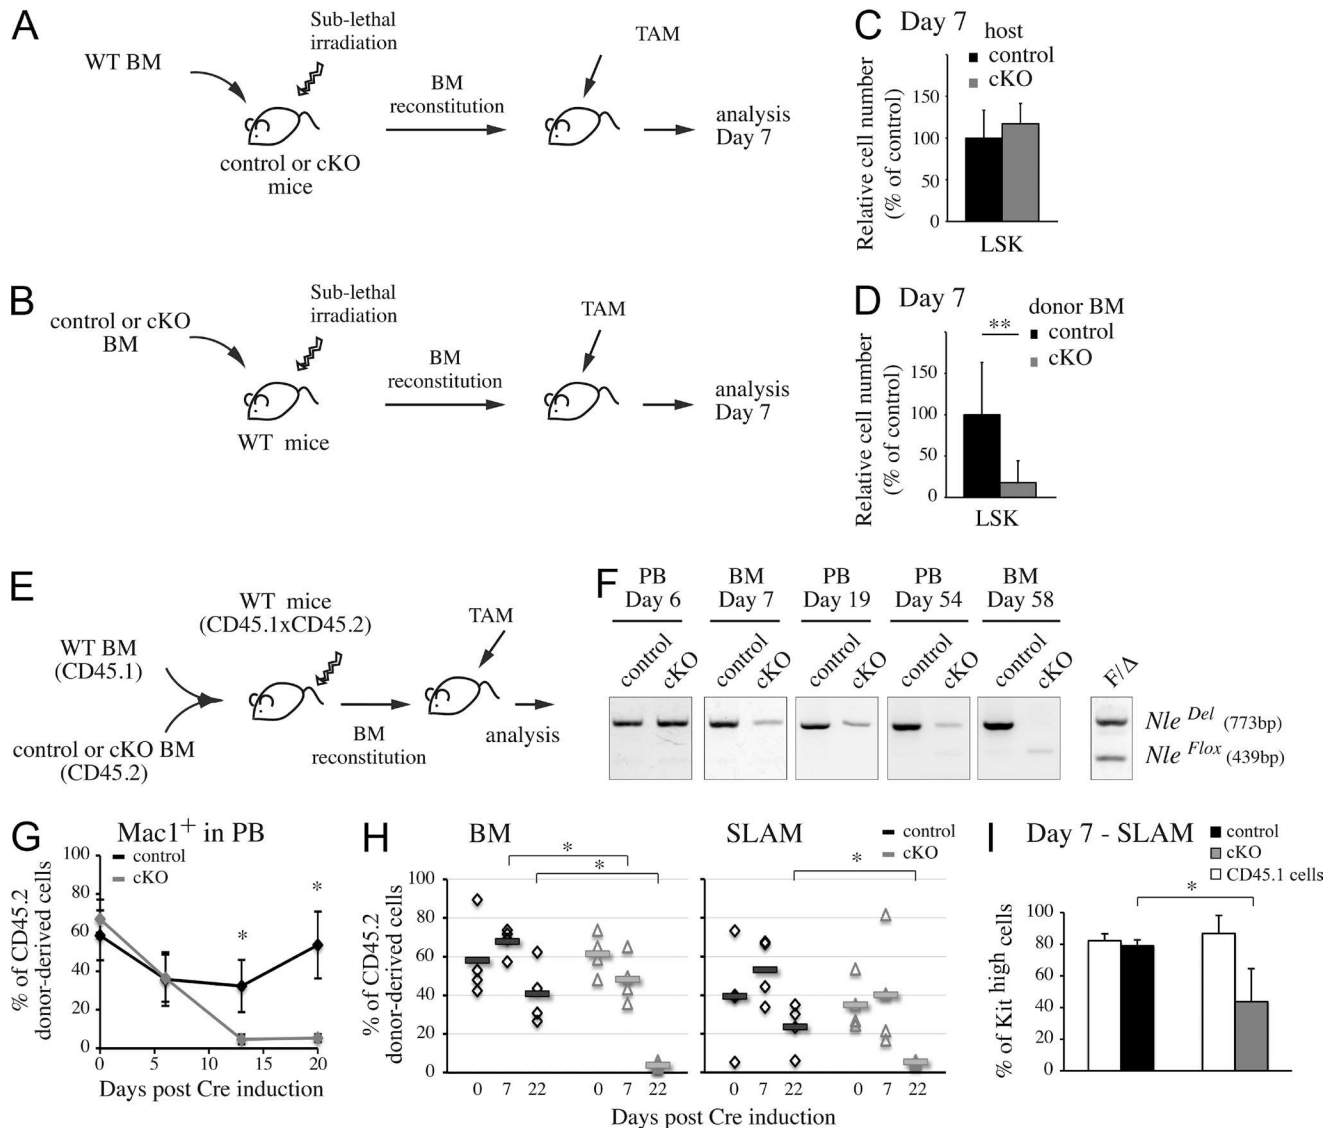 A
Sub-lethal
irradiation
TAM
WT BM
BM
reconstitution
analysis
Day 7
control or cKO
mice
C Day 7
host
control
cKO
Relative cell number
(% of control)
150
100
50
0
LSK
B
Sub-lethal
irradiation
TAM
control or cKO
BM
BM
reconstitution
analysis
Day 7
WT mice
D Day 7
donor BM
control
cKO
**
Relative cell number
(% of control)
150
100
50
0
LSK
E
WT mice
(CD45.1xCD45.2)
TAM
WT BM
(CD45.1)
control or cKO BM
(CD45.2)
BM
reconstitution
analysis
F
PB
Day 6
BM
Day 7
PB
Day 19
PB
Day 54
BM
Day 58
control
cKO
control
cKO
control
cKO
control
cKO
control
cKO
F/Δ
Nle Del (773bp)
Nle Flox (439bp)
G
Mac1+ in PB
control
cKO
% of CD45.2
donor-derived cells
100
80
60
40
20
0
* *
0 5 10 15 20
Days post Cre induction
H
BM
SLAM
control
cKO
% of CD45.2
donor-derived cells
100
80
60
40
20
0
*
*
*
0 7 22 0 7 22
0 7 22 0 7 22
Days post Cre induction
I Day 7 - SLAM
control
cKO
CD45.1 cells
*
% of Kit high cells
100
80
60
40
20
0